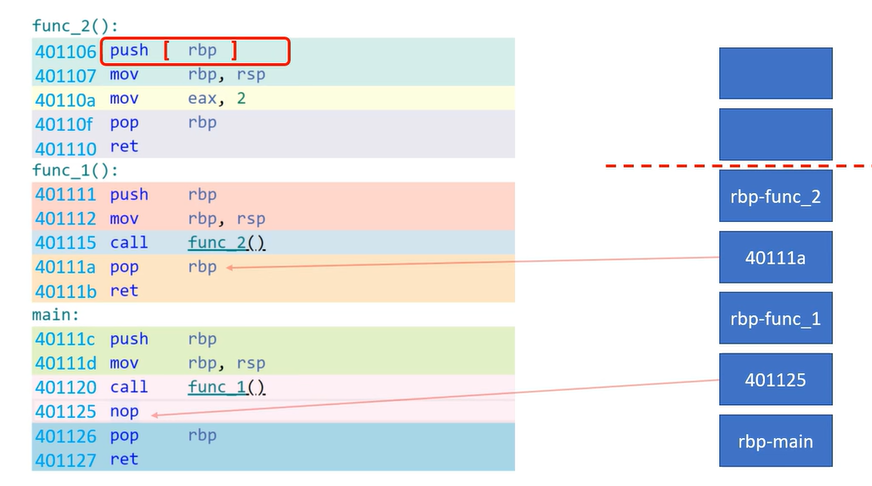 func_2():
401106 push [ rbp ]
401107 mov rbp, rsp
40110a mov eax, 2
40110f pop rbp
401110 ret
func_1():
401111 push rbp
401112 mov rbp, rsp
401115 call func_2()
40111a pop rbp
40111b ret
main:
40111c push rbp
40111d mov rbp, rsp
401120 call func_1()
401125 nop
401126 pop rbp
401127 ret
rbp-func_2
40111a
rbp-func_1
401125
rbp-main